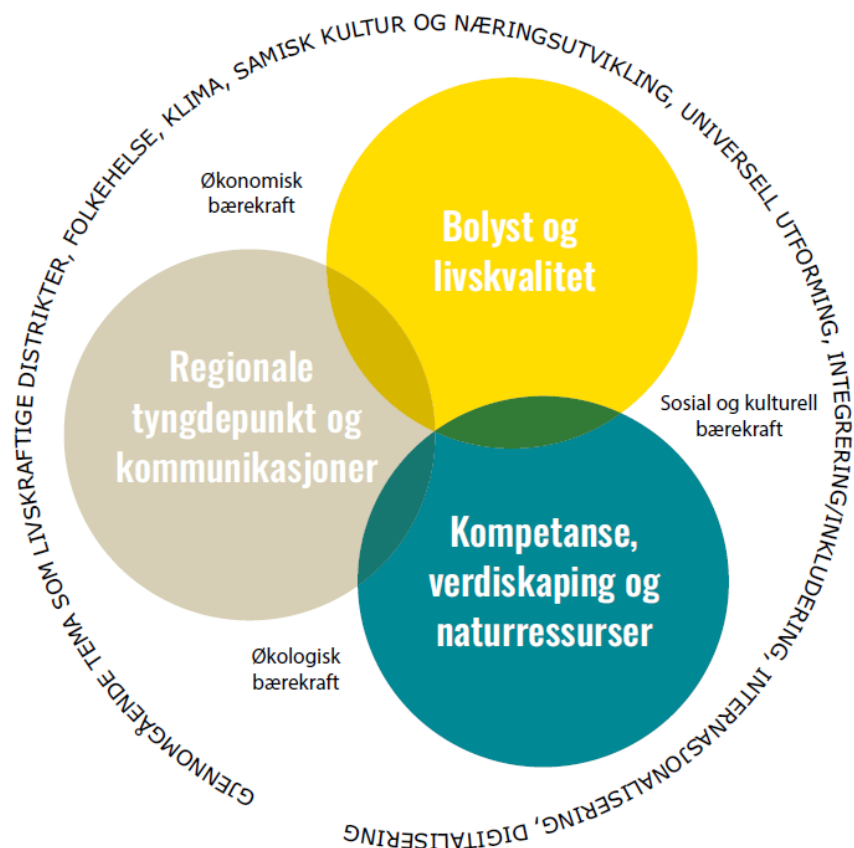 GJENNOMGÅENDE TEMA SOM LIVSKRAFTIGE DISTRIKTER, FOLKEHELSE, KLIMA, SAMISK KULTUR OG NÆRINGSUTVIKLING, UNIVERSELL UTFORMING, INTEGRERING/INKLUDERING, INTERNASJONALISERING, DIGITALISERING
Økonomisk
bærekraft
Bolyst og
livskvalitet
Regionale
tyngdepunkt og
kommunikasjoner
Sosial og kulturell
bærekraft
Kompetanse,
verdiskaping og
naturressurser
Økologisk
bærekraft